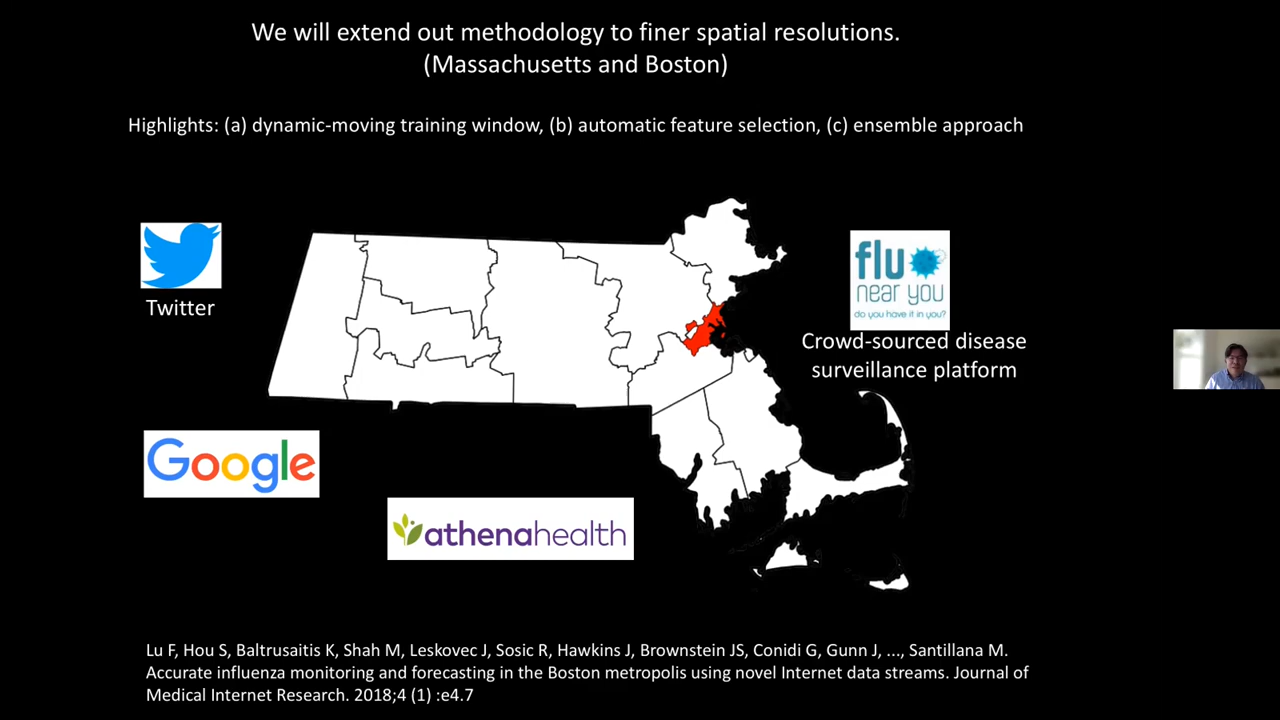 We will extend out methodology to finer spatial resolutions.
(Massachusetts and Boston)
Highlights: (a) dynamic-moving training window, (b) automatic feature selection, (c) ensemble approach
Twitter
flu
near you
do you have it in you?
Crowd-sourced disease
surveillance platform
Google
athenahealth
Lu F, Hou S, Baltrusaitis K, Shah M, Leskovec J, Sosic R, Hawkins J, Brownstein JS, Conidi G, Gunn J, ..., Santillana M.
Accurate influenza monitoring and forecasting in the Boston metropolis using novel Internet data streams. Journal of
Medical Internet Research. 2018;4 (1) :e4.7